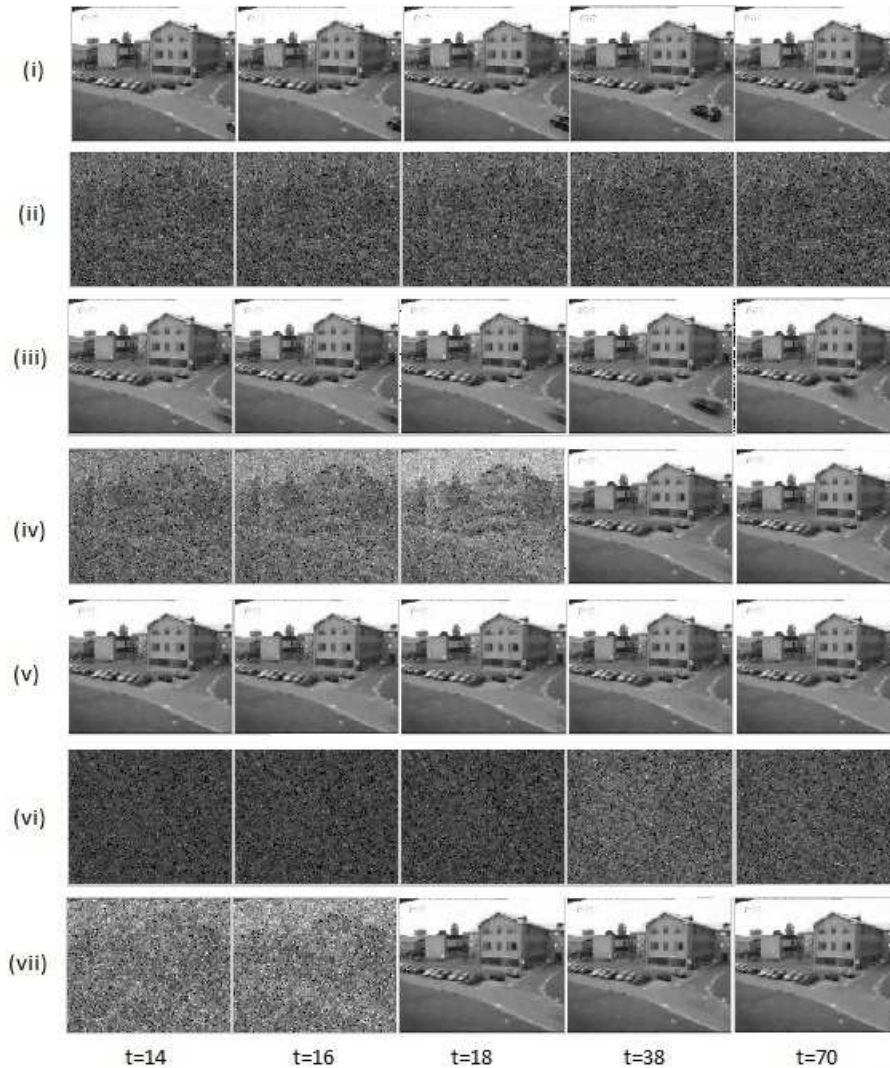 (i)
(ii)
(iii)
(iv)
(v)
(vi)
(vii)
t=14 t=16 t=18 t=38 t=70